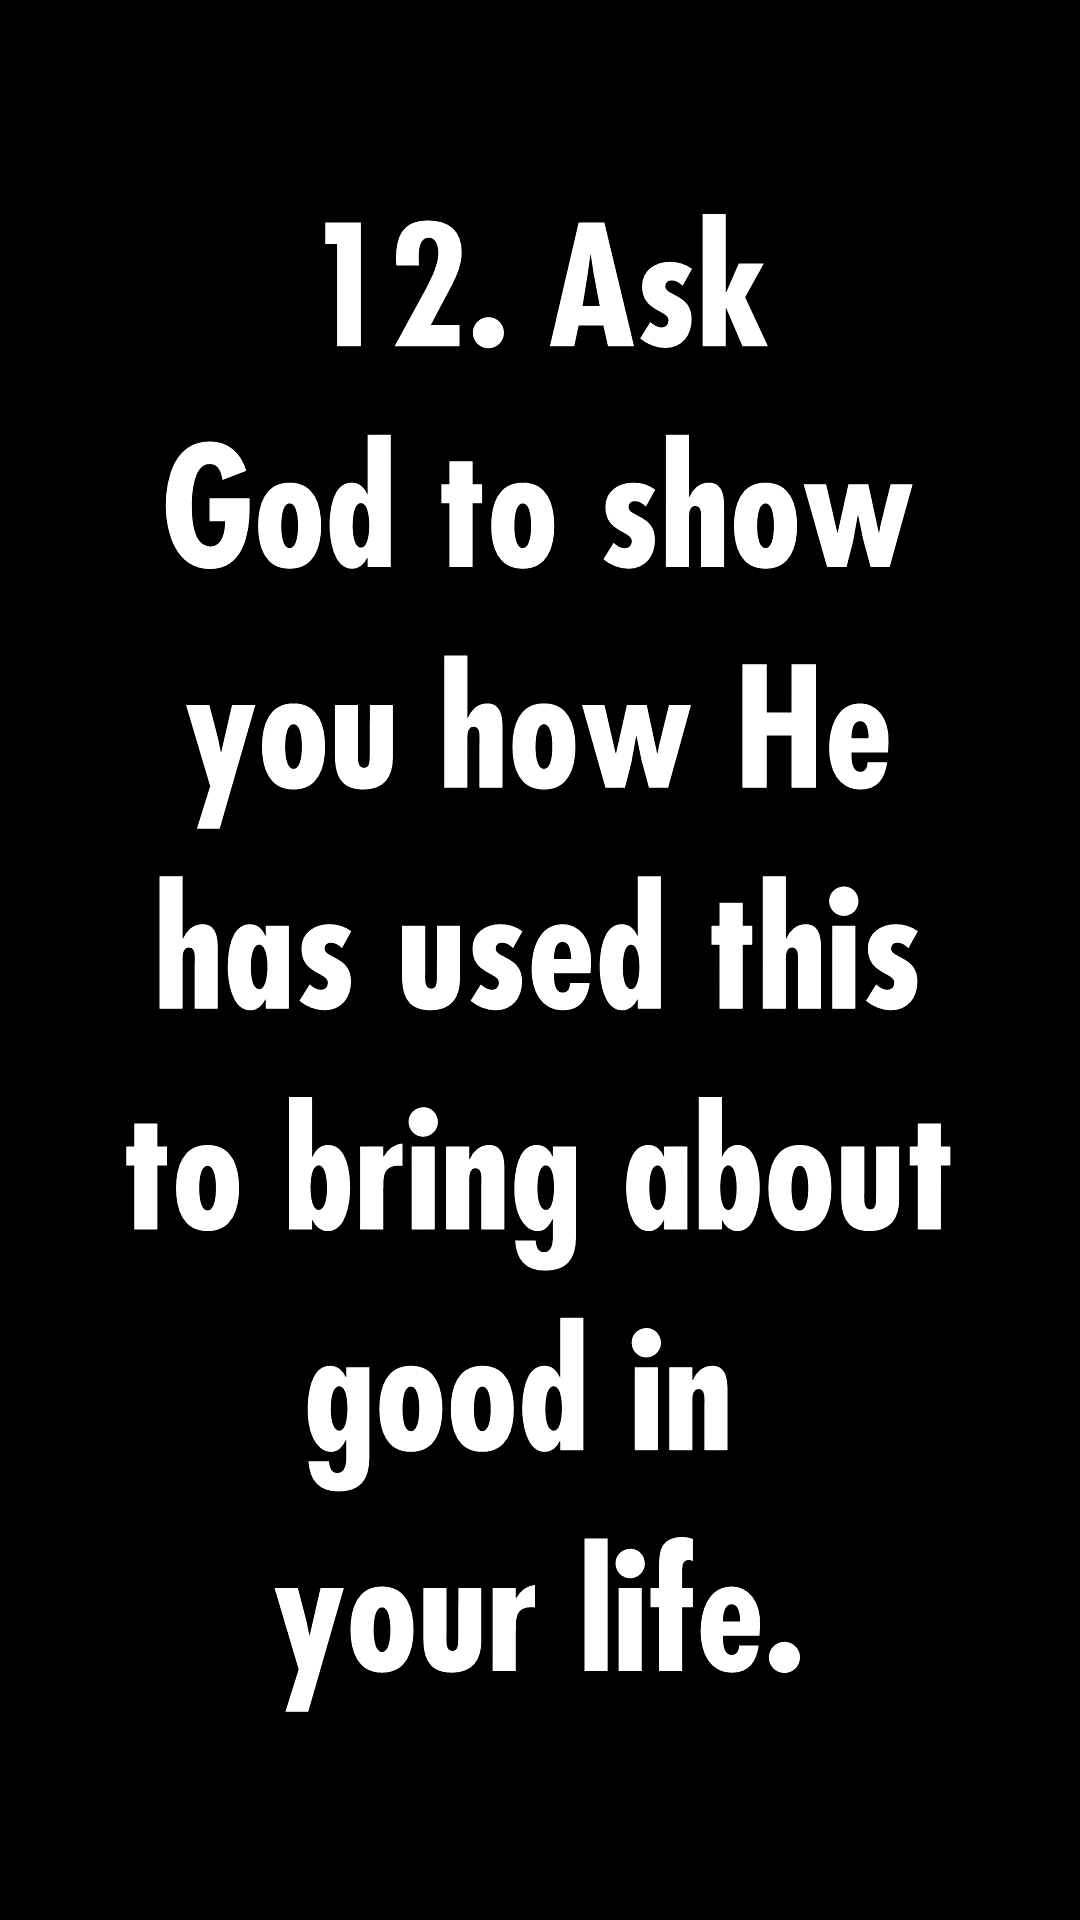 12. Ask
God to show
you how He
has used this
to bring about
good in
your life.